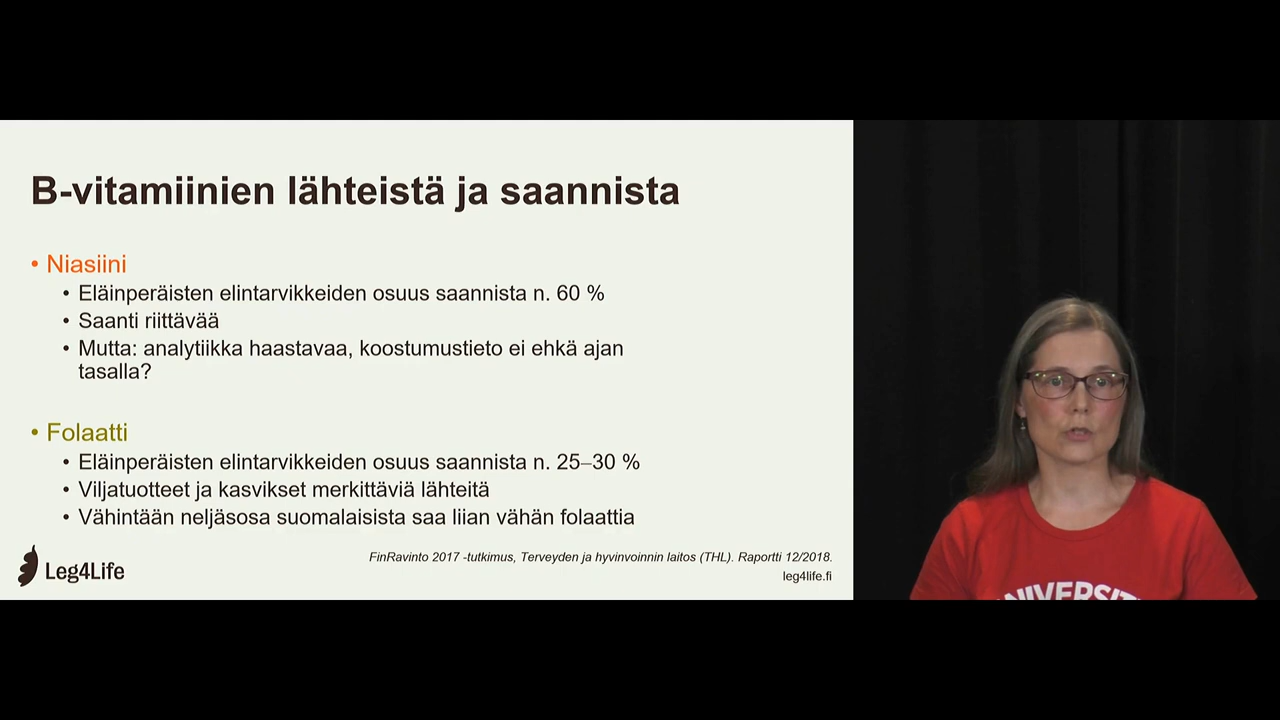 B-vitamiinien lähteistä ja saannista
• Niasiini
• Eläinperäisten elintarvikkeiden osuus saannista n. 60 %
• Saanti riittävää
• Mutta: analytiikka haastavaa, koostumustieto ei ehkä ajan
tasalla?
• Folaatti
• Eläinperäisten elintarvikkeiden osuus saannista n. 25–30 %
• Viljatuotteet ja kasvikset merkittäviä lähteitä
• Vähintään neljäsosa suomalaisista saa liian vähän folaattia
FinRavinto 2017 -tutkimus, Terveyden ja hyvinvoinnin laitos (THL). Raportti 12/2018.
Leg4Life
leg4life.fi